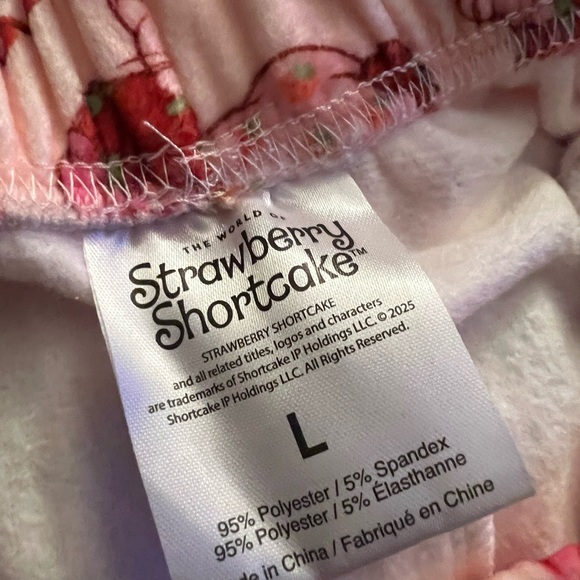 THE WORLD OF
Strawberry
Shortcake™
STRAWBERRY SHORTCAKE
and all related titles, logos and characters
are trademarks of Shortcake IP Holdings LLC. © 2025
Shortcake IP Holdings LLC. All Rights Reserved.
L
95% Polyester / 5% Spandex
95% Polyester / 5% Élasthanne
de in China / Fabriqué en Chine